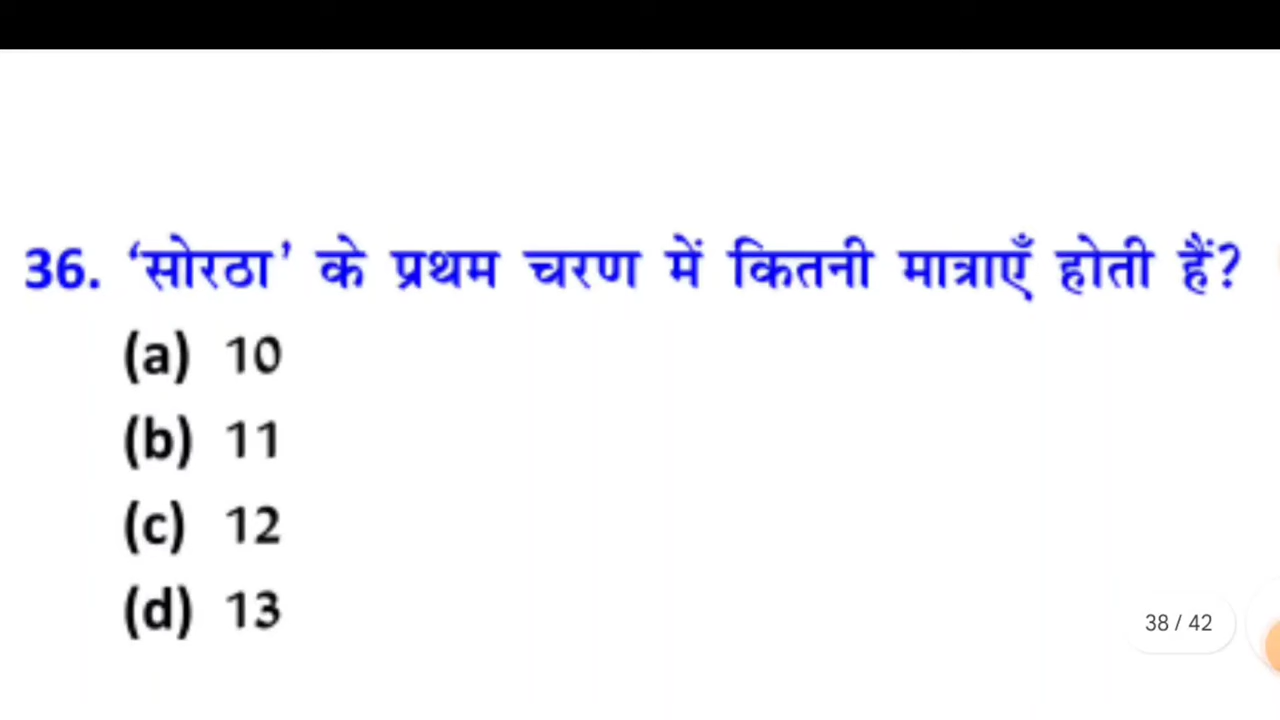 36. ‘सोरठा’ के प्रथम चरण में कितनी मात्राएँ होती हैं?
(a) 10
(b) 11
(c) 12
(d) 13
38 / 42